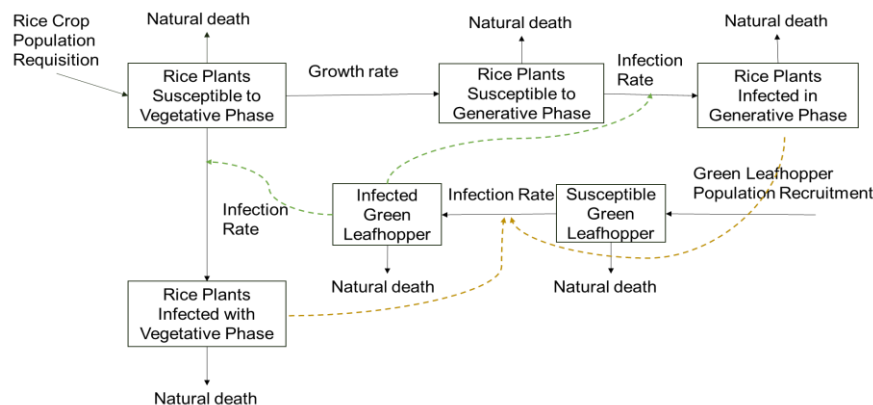 Rice Crop
Population
Requisition
Natural death
Natural death
Natural death
Rice Plants
Susceptible to
Vegetative Phase
Growth rate
Rice Plants
Susceptible to
Generative Phase
Infection
Rate
Rice Plants
Infected in
Generative Phase
Infection
Rate
Infected
Green
Leafhopper
Infection Rate
Susceptible
Green
Leafhopper
Green Leafhopper
Population Recruitment
Natural death
Natural death
Rice Plants
Infected with
Vegetative Phase
Natural death